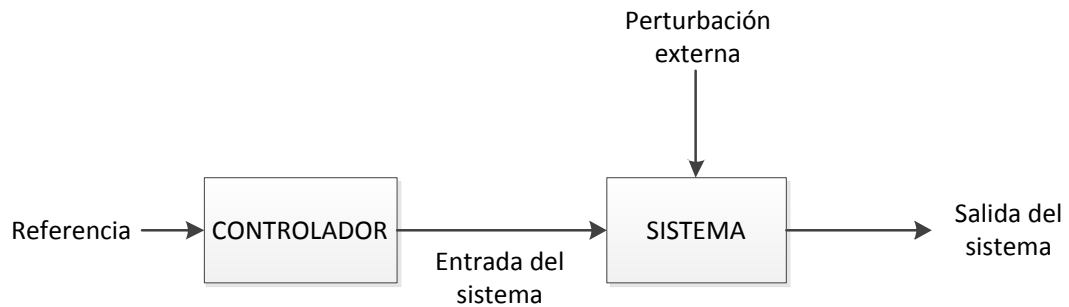 Perturbación
externa
Referencia
CONTROLADOR
Entrada del
sistema
SISTEMA
Salida del
sistema